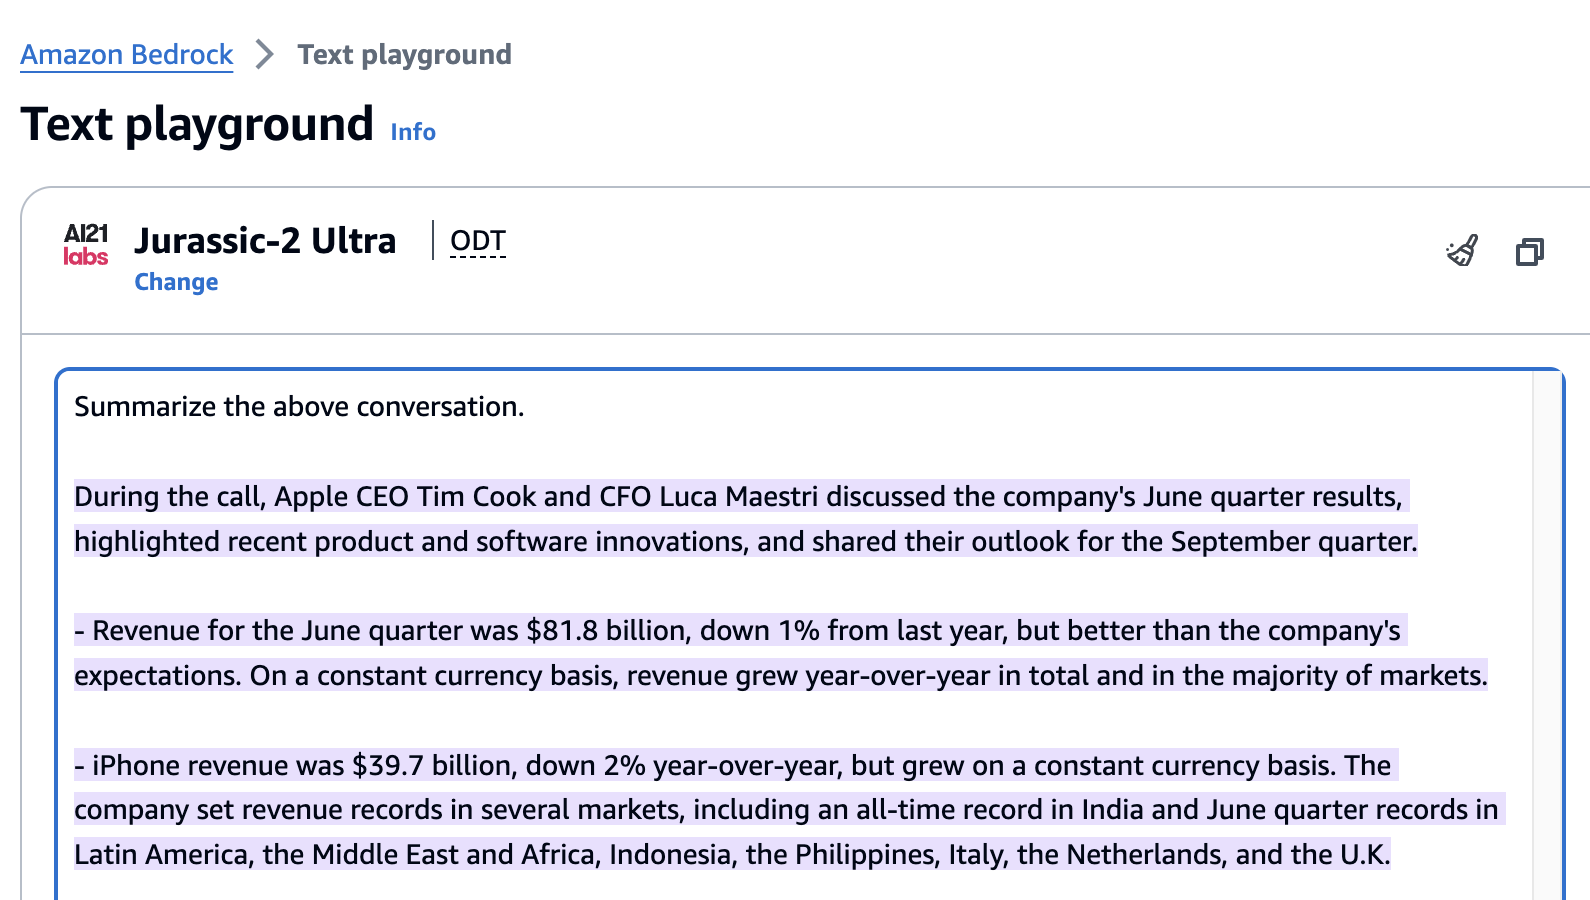 Amazon Bedrock > Text playground
Text playground Info
AI21 labs
Jurassic-2 Ultra | ODT
Change
Summarize the above conversation.
During the call, Apple CEO Tim Cook and CFO Luca Maestri discussed the company's June quarter results,
highlighted recent product and software innovations, and shared their outlook for the September quarter.
- Revenue for the June quarter was $81.8 billion, down 1% from last year, but better than the company's
expectations. On a constant currency basis, revenue grew year-over-year in total and in the majority of markets.
- iPhone revenue was $39.7 billion, down 2% year-over-year, but grew on a constant currency basis. The
company set revenue records in several markets, including an all-time record in India and June quarter records in
Latin America, the Middle East and Africa, Indonesia, the Philippines, Italy, the Netherlands, and the U.K.